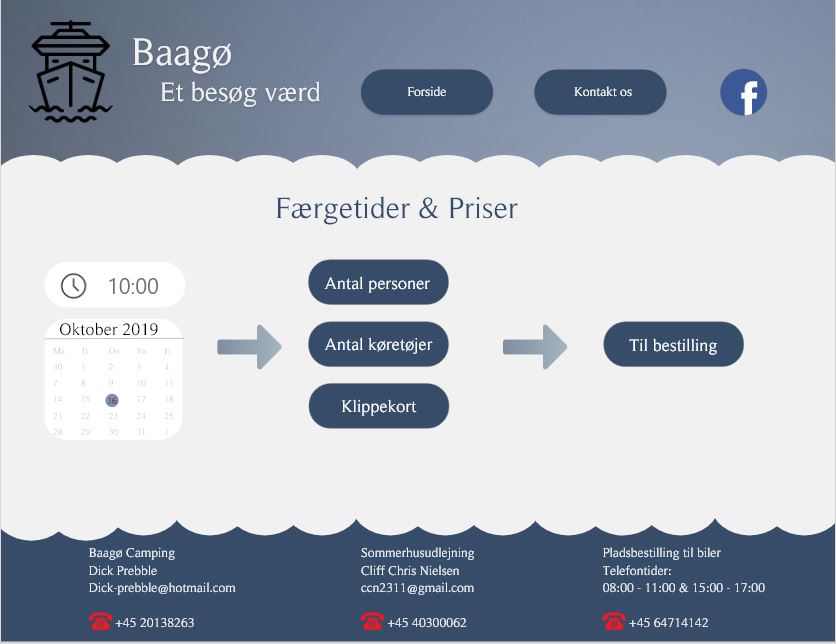 Baagø
Et besøg værd
Forside
Kontakt os
f
Færgetider & Priser
10:00
Oktober 2019
Ma Ti On To Fr
30 1 2 3 4
7 8 9 10 11
14 15 16 17 18
21 22 23 24 25
28 29 30 31 1
Antal personer
Antal køretøjer
Klippekort
Til bestilling
Baagø Camping
Dick Prebble
Dick-prebble@hotmail.com
+45 20138263
Sommerhusudlejning
Cliff Chris Nielsen
ccn2311@gmail.com
+45 40300062
Pladsbestilling til biler
Telefontider:
08:00 - 11:00 & 15:00 - 17:00
+45 64714142